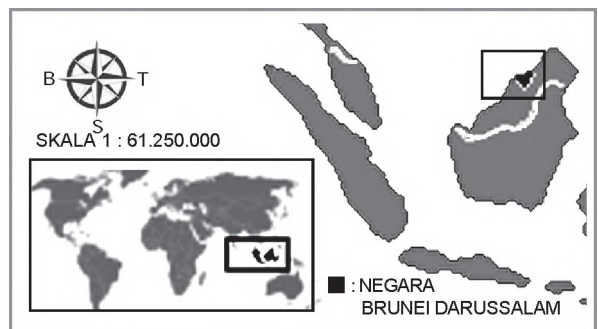 B T
S
SKALA 1 : 61.250.000
: NEGARA
BRUNEI DARUSSALAM